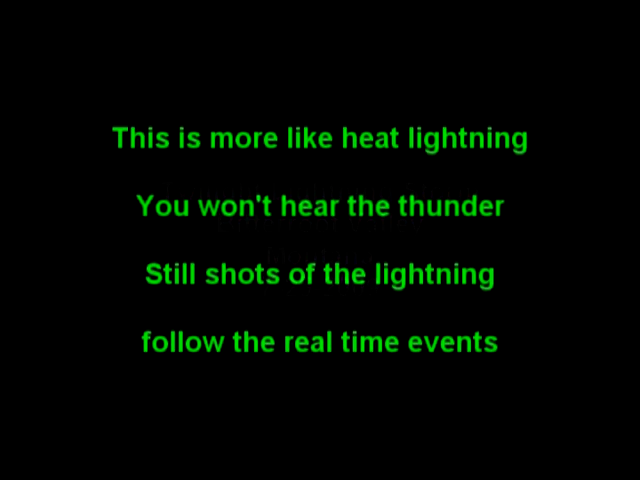 This is more like heat lightning
You won't hear the thunder
Still shots of the lightning
follow the real time events